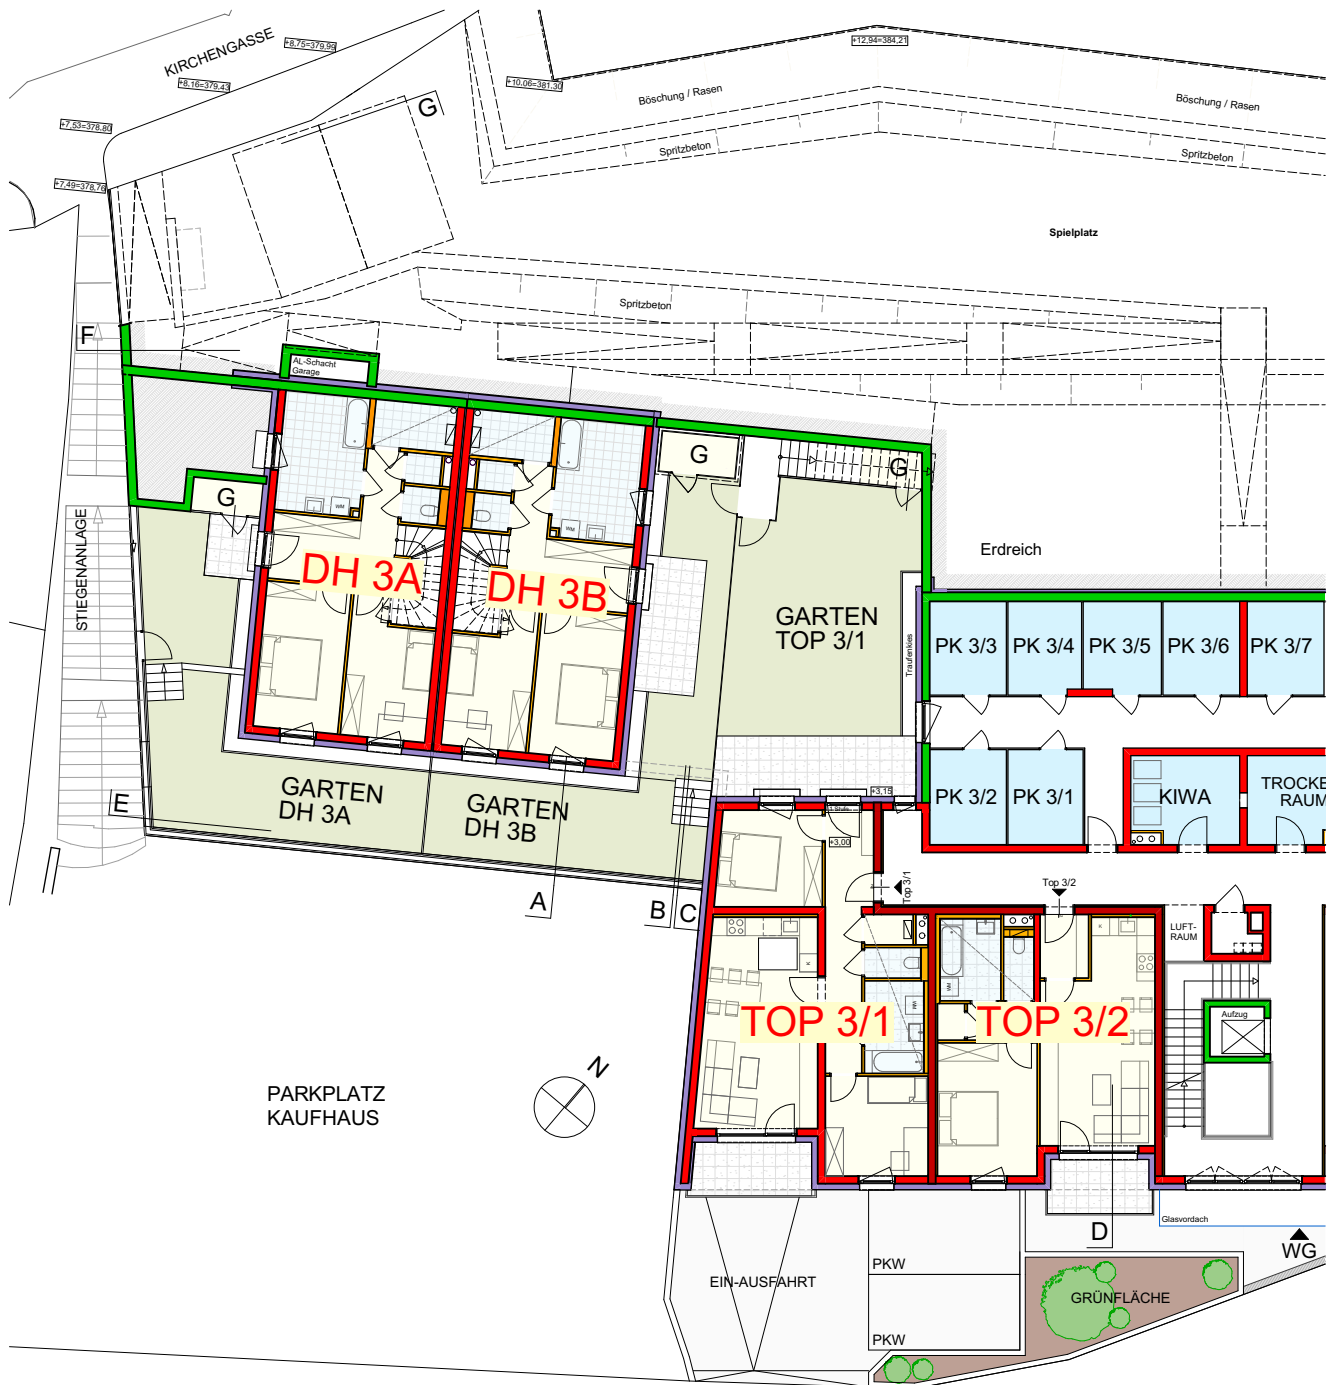 KIRCHENGASSE
+8,75=379,99
+12,94=384,21
+8.16=379.43
+10.06=381.30
G
Böschung / Rasen
Böschung / Rasen
+7,53=378,80
Spritzbeton
Spritzbeton
+7,49=378,76
Spielplatz
Spritzbeton
F
AL-Schacht
Garage
G
G
G
WM
WM
STIEGENANLAGE
Erdreich
DH 3A
DH 3B
GARTEN
TOP 3/1
Traufenkies
PK 3/3
PK 3/4
PK 3/5
PK 3/6
PK 3/7
GARTEN
DH 3A
GARTEN
DH 3B
E
+3,15
PK 3/2
PK 3/1
KIWA
TROCKE
RAUM
+3,00
A
B
C
Top 3/1
Top 3/2
LUFT-
RAUM
K
K
WM
WM
TOP 3/1
TOP 3/2
Aufzug
N
PARKPLATZ
KAUFHAUS
Glasvordach
D
WG
PKW
EIN-AUSFAHRT
GRÜNFLÄCHE
PKW